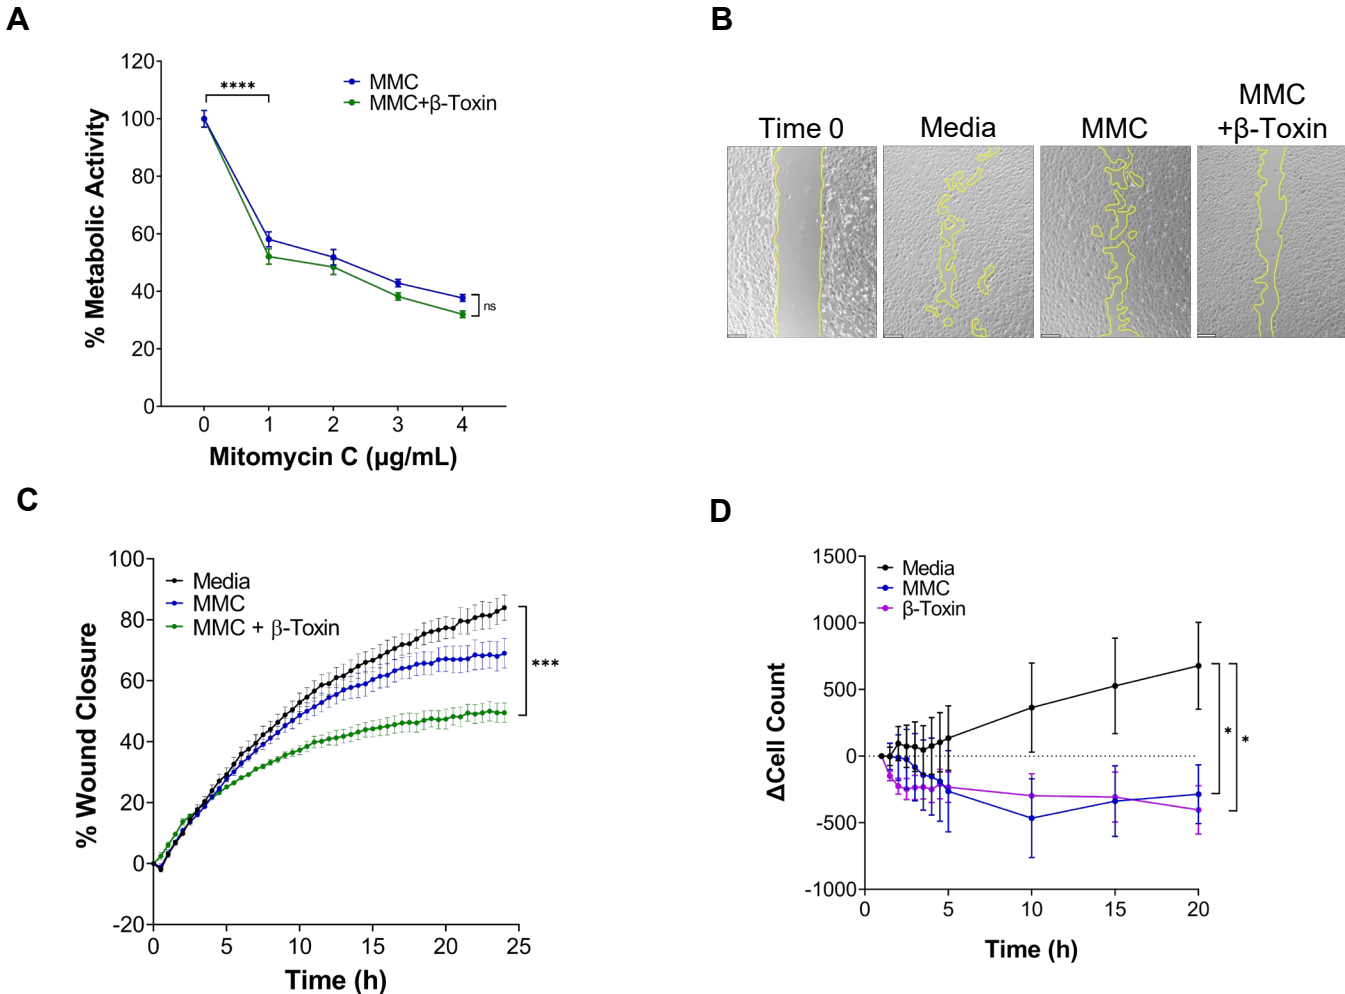 A
120
100
80
60
40
20
0
% Metabolic Activity
****
MMC
MMC+β-Toxin
ns
0 1 2 3 4
Mitomycin C (µg/mL)
B
Time 0
Media
MMC
MMC
+β-Toxin
C
100
80
60
40
20
0
-20
% Wound Closure
Media
MMC
MMC + β-Toxin
***
0 5 10 15 20 25
Time (h)
D
1500
1000
500
0
-500
-1000
ΔCell Count
Media
MMC
β-Toxin
* *
0 5 10 15 20
Time (h)